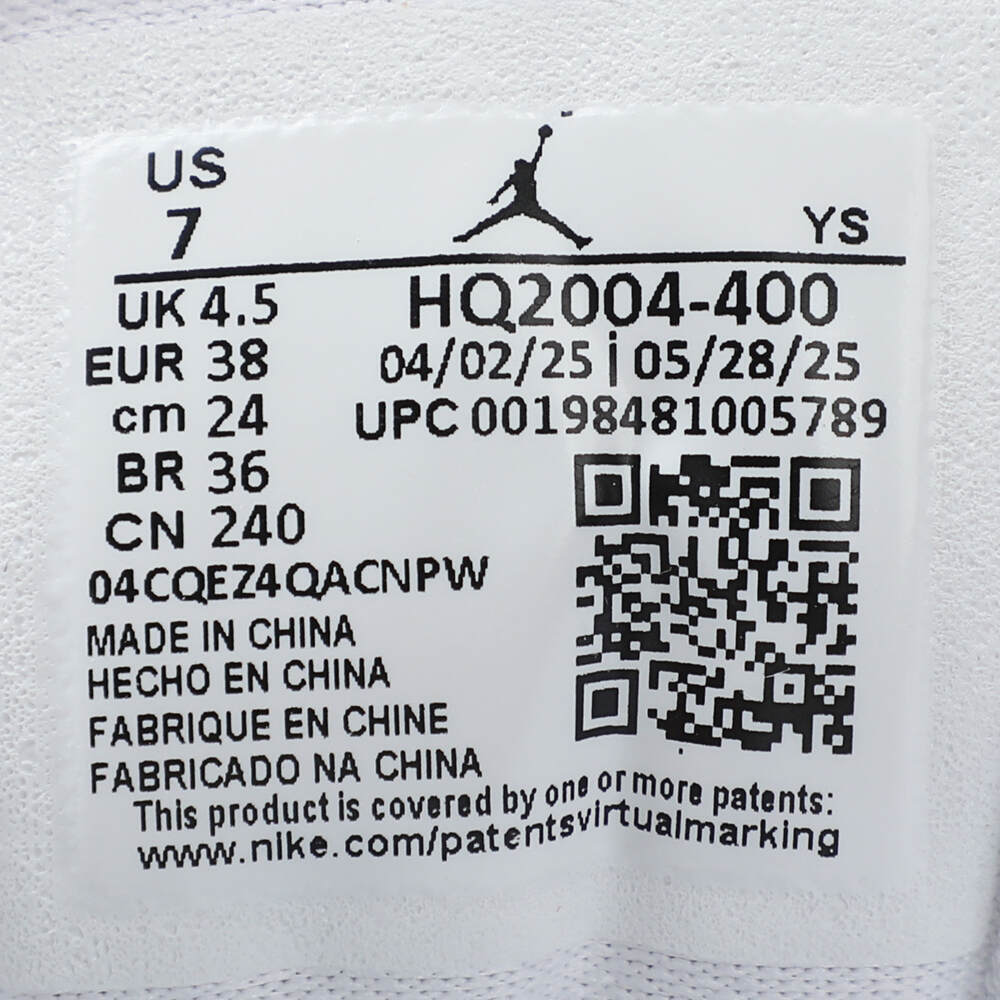 US
7
YS
UK 4.5
HQ2004-400
EUR 38
04/02/25 | 05/28/25
cm 24
UPC 00198481005789
BR 36
CN 240
04CQEZ4QACNPW
MADE IN CHINA
HECHO EN CHINA
FABRIQUE EN CHINE
FABRICADO NA CHINA
This product is covered by one or more patents:
www.nike.com/patentsvirtualmarking